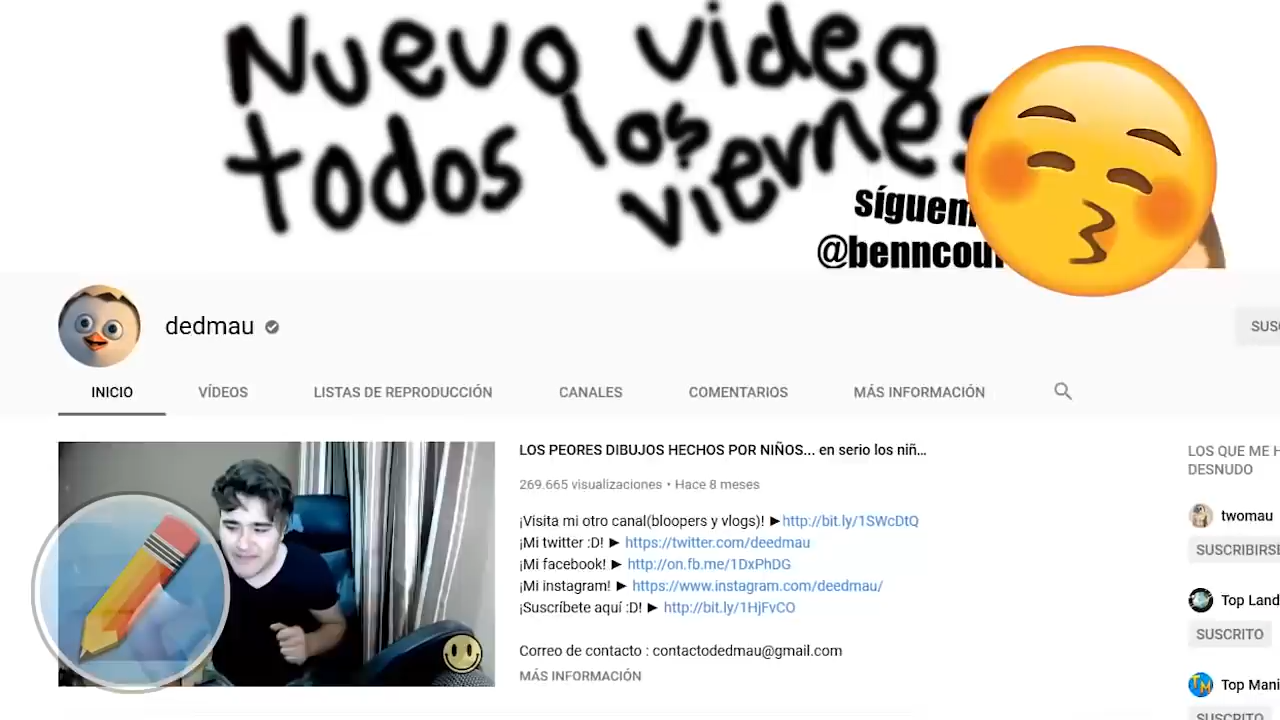 Nuevo video
todos los viernes
síguem
@benncour
dedmau
SUS
INICIO
VÍDEOS
LISTAS DE REPRODUCCIÓN
CANALES
COMENTARIOS
MÁS INFORMACIÓN
LOS PEORES DIBUJOS HECHOS POR NIÑOS... en serio los niñ...
269.665 visualizaciones • Hace 8 meses
¡Visita mi otro canal(bloopers y vlogs)! ►http://bit.ly/1SWcDtQ
¡Mi twitter :D! ► https://twitter.com/deedmau
¡Mi facebook! ► http://on.fb.me/1DxPhDG
¡Mi instagram! ► https://www.instagram.com/deedmau/
¡Suscríbete aquí :D! ► http://bit.ly/1HjFvCO
Correo de contacto : contactodedmau@gmail.com
MÁS INFORMACIÓN
LOS QUE ME H
DESNUDO
twomau
SUSCRIBIRSE
Top Land
SUSCRITO
TM
Top Mani
SUSCRITO